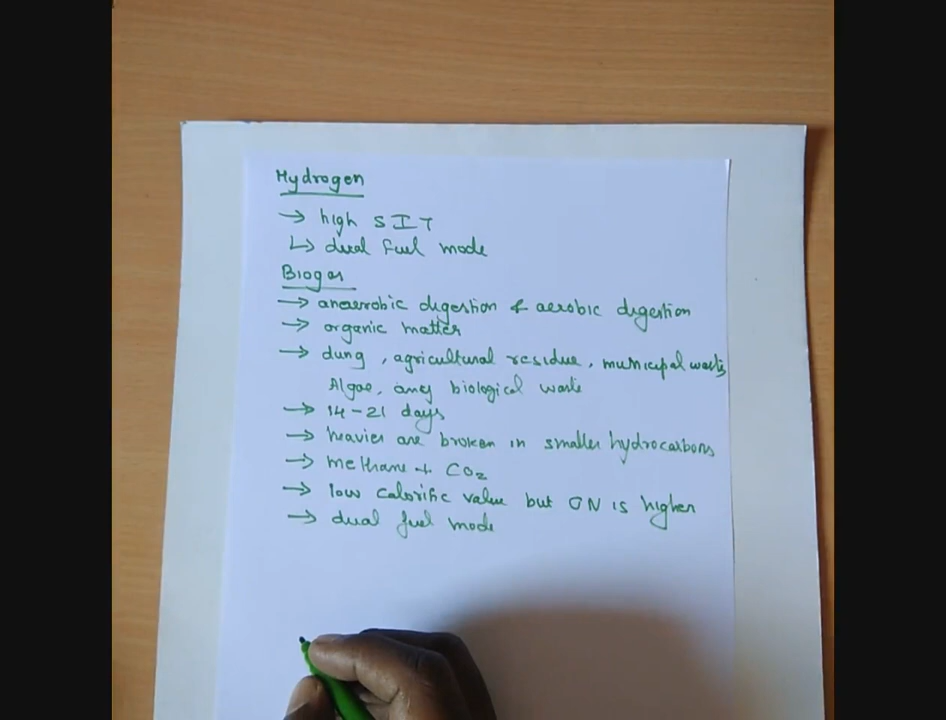 Hydrogen
→ high SIT
↳ dual fuel mode
Biogas
→ anaerobic digestion & aerobic digestion
→ organic matter
→ dung, agricultural residue, municipal waste,
Algae, any biological waste
→ 14-21 days
→ heavier are broken in smaller hydrocarbons
→ methane + CO2
→ low calorific value but ON is higher
→ dual fuel mode